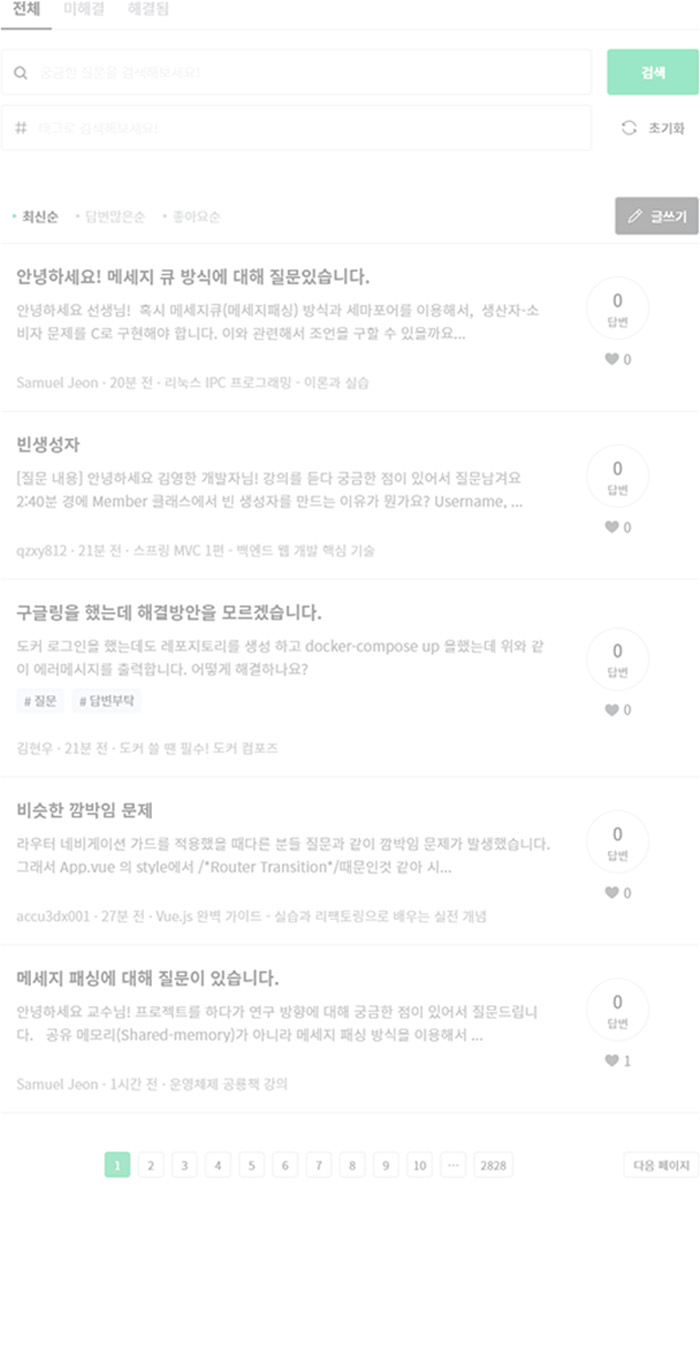 전체 미해결 해결됨
궁금한 질문을 검색해보세요!
검색
# 태그로 검색해보세요!
초기화
• 최신순 • 답변많은순 • 좋아요순
글쓰기
안녕하세요! 메세지 큐 방식에 대해 질문있습니다.
안녕하세요 선생님! 혹시 메세지큐(메세지패싱) 방식과 세마포어를 이용해서, 생산자-소
비자 문제를 C로 구현해야 합니다. 이와 관련해서 조언을 구할 수 있을까요...
0
답변
0
Samuel Jeon · 20분 전 · 리눅스 IPC 프로그래밍 - 이론과 실습
빈생성자
[질문 내용] 안녕하세요 김영한 개발자님! 강의를 듣다 궁금한 점이 있어서 질문남겨요
2:40분 경에 Member 클래스에서 빈 생성자를 만드는 이유가 뭔가요? Username, ...
0
답변
0
qzxy812 · 21분 전 · 스프링 MVC 1편 - 백엔드 웹 개발 핵심 기술
구글링을 했는데 해결방안을 모르겠습니다.
도커 로그인을 했는데도 레포지토리를 생성 하고 docker-compose up 을했는데 위와 같
이 에러메시지를 출력합니다. 어떻게 해결하나요?
# 질문 # 답변부탁
0
답변
0
김현우 · 21분 전 · 도커 쓸 땐 필수! 도커 컴포즈
비슷한 깜박임 문제
라우터 네비게이션 가드를 적용했을 때다른 분들 질문과 같이 깜박임 문제가 발생했습니다.
그래서 App.vue 의 style에서 /*Router Transition*/때문인것 같아 시...
0
답변
0
accu3dx001 · 27분 전 · Vue.js 완벽 가이드 - 실습과 리팩토링으로 배우는 실전 개념
메세지 패싱에 대해 질문이 있습니다.
안녕하세요 교수님! 프로젝트를 하다가 연구 방향에 대해 궁금한 점이 있어서 질문드립니
다. 공유 메모리(Shared-memory)가 아니라 메세지 패싱 방식을 이용해서 ...
0
답변
1
Samuel Jeon · 1시간 전 · 운영체제 공룡책 강의
1 2 3 4 5 6 7 8 9 10 ... 2828
다음 페이지